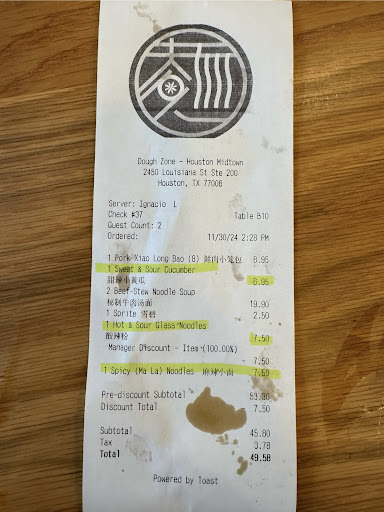 Dough Zone - Houston Midtown
2450 Louisiana St Ste 200
Houston, TX 77006
Server: Ignacio L
Check #37 Table B10
Guest Count: 2
Ordered: 11/30/24 2:28 PM
1 Pork Xiao Long Bao (8) 鲜肉小笼包 8.95
1 Sweet & Sour Cucumber
甜酸小黄瓜 6.95
2 Beef-Stew Noodle Soup
秘制牛肉汤面 19.90
1 Sprite 雪碧 2.50
1 Hot & Sour Glass Noodles
酸辣粉 7.50
Manager Discount - Item (100.00%)
7.50
1 Spicy (Ma La) Noodles 麻辣小面 7.50
Pre-discount Subtotal 53.30
Discount Total 7.50
Subtotal 45.80
Tax 3.78
Total 49.58
Powered by Toast